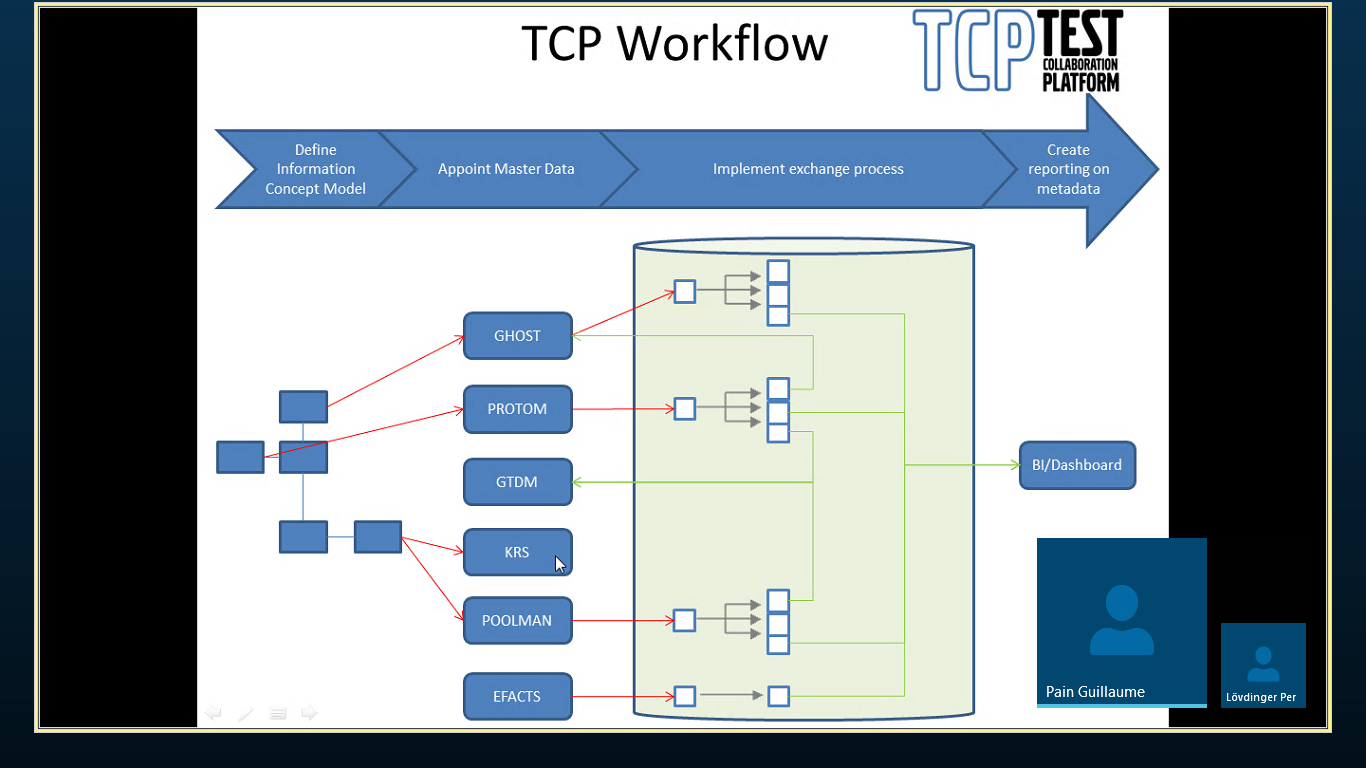 TCP Workflow
TCP TEST
COLLABORATION
PLATFORM
Define
Information
Concept Model
Appoint Master Data
Implement exchange process
Create
reporting on
metadata
GHOST
PROTOM
GTDM
KRS
POOLMAN
EFACTS
BI/Dashboard
Pain Guillaume
Lövdinger Per